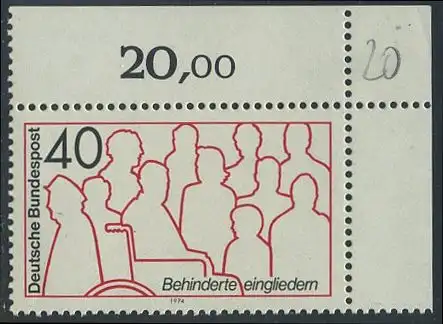 20,00
20
40
Deutsche Bundespost
Behinderte eingliedern
1974